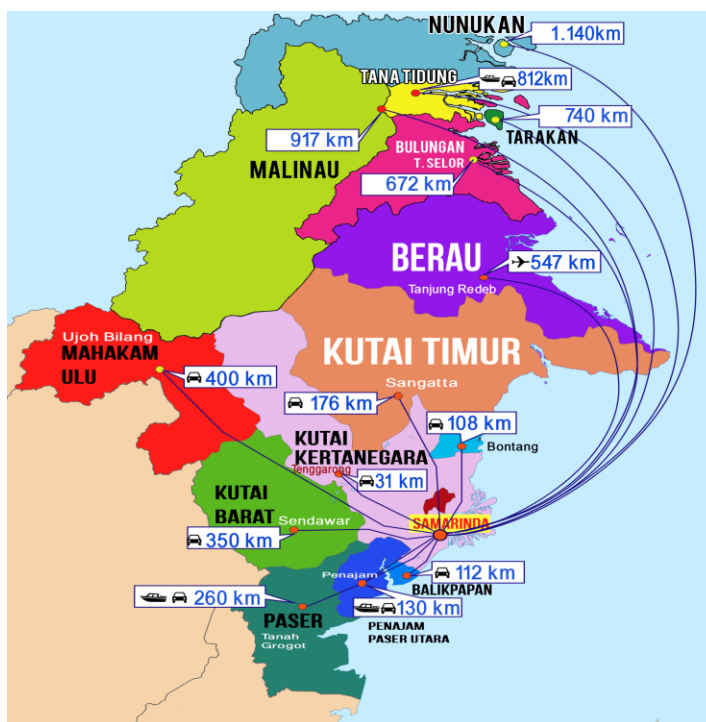 NUNUKAN
1.140km
TANA TIDUNG
812km
740 km
TARAKAN
917 km
MALINAU
BULUNGAN
T. SELOR
672 km
BERAU
547 km
Tanjung Redeb
Ujoh Bilang
MAHAKAM
ULU
400 km
KUTAI TIMUR
Sangatta
176 km
108 km
Bontang
KUTAI
KERTANEGARA
Tenggarong
31 km
KUTAI
BARAT
Sendawar
350 km
SAMARINDA
Penajam
112 km
BALIKPAPAN
260 km
130 km
PASER
Tanah
Grogot
PENAJAM
PASER UTARA